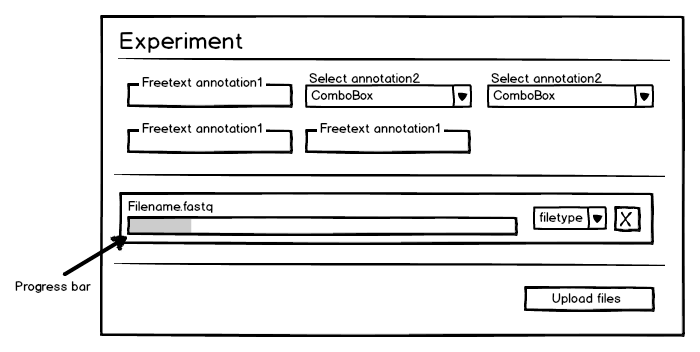 Experiment
Freetext annotation1
Select annotation2
Select annotation2
ComboBox
ComboBox
Freetext annotation1
Freetext annotation1
Filename.fastq
filetype
X
Progress bar
Upload files